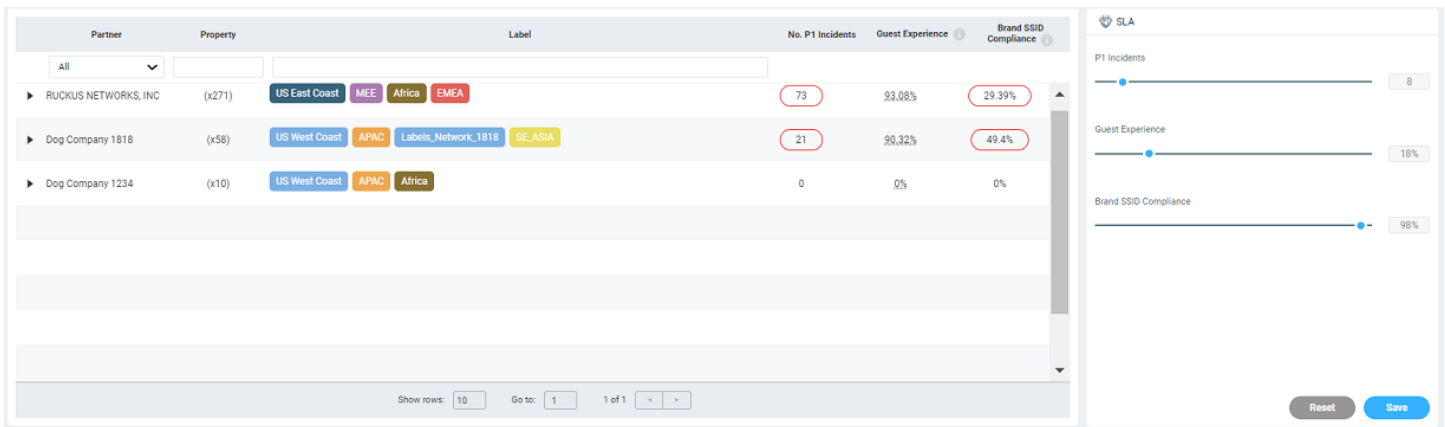 Partner Property Label No. P1 Incidents Guest Experience Brand SSID Compliance
All
RUCKUS NETWORKS, INC (x271) US East Coast MEE Africa EMEA 73 93.08% 29.39%
Dog Company 1818 (x58) US West Coast APAC Labels_Network_1818 SE_ASIA 21 90.32% 49.4%
Dog Company 1234 (x10) US West Coast APAC Africa 0 0% 0%
Show rows: 10 Go to: 1 1 of 1
SLA
P1 Incidents
8
Guest Experience
18%
Brand SSID Compliance
98%
Reset Save